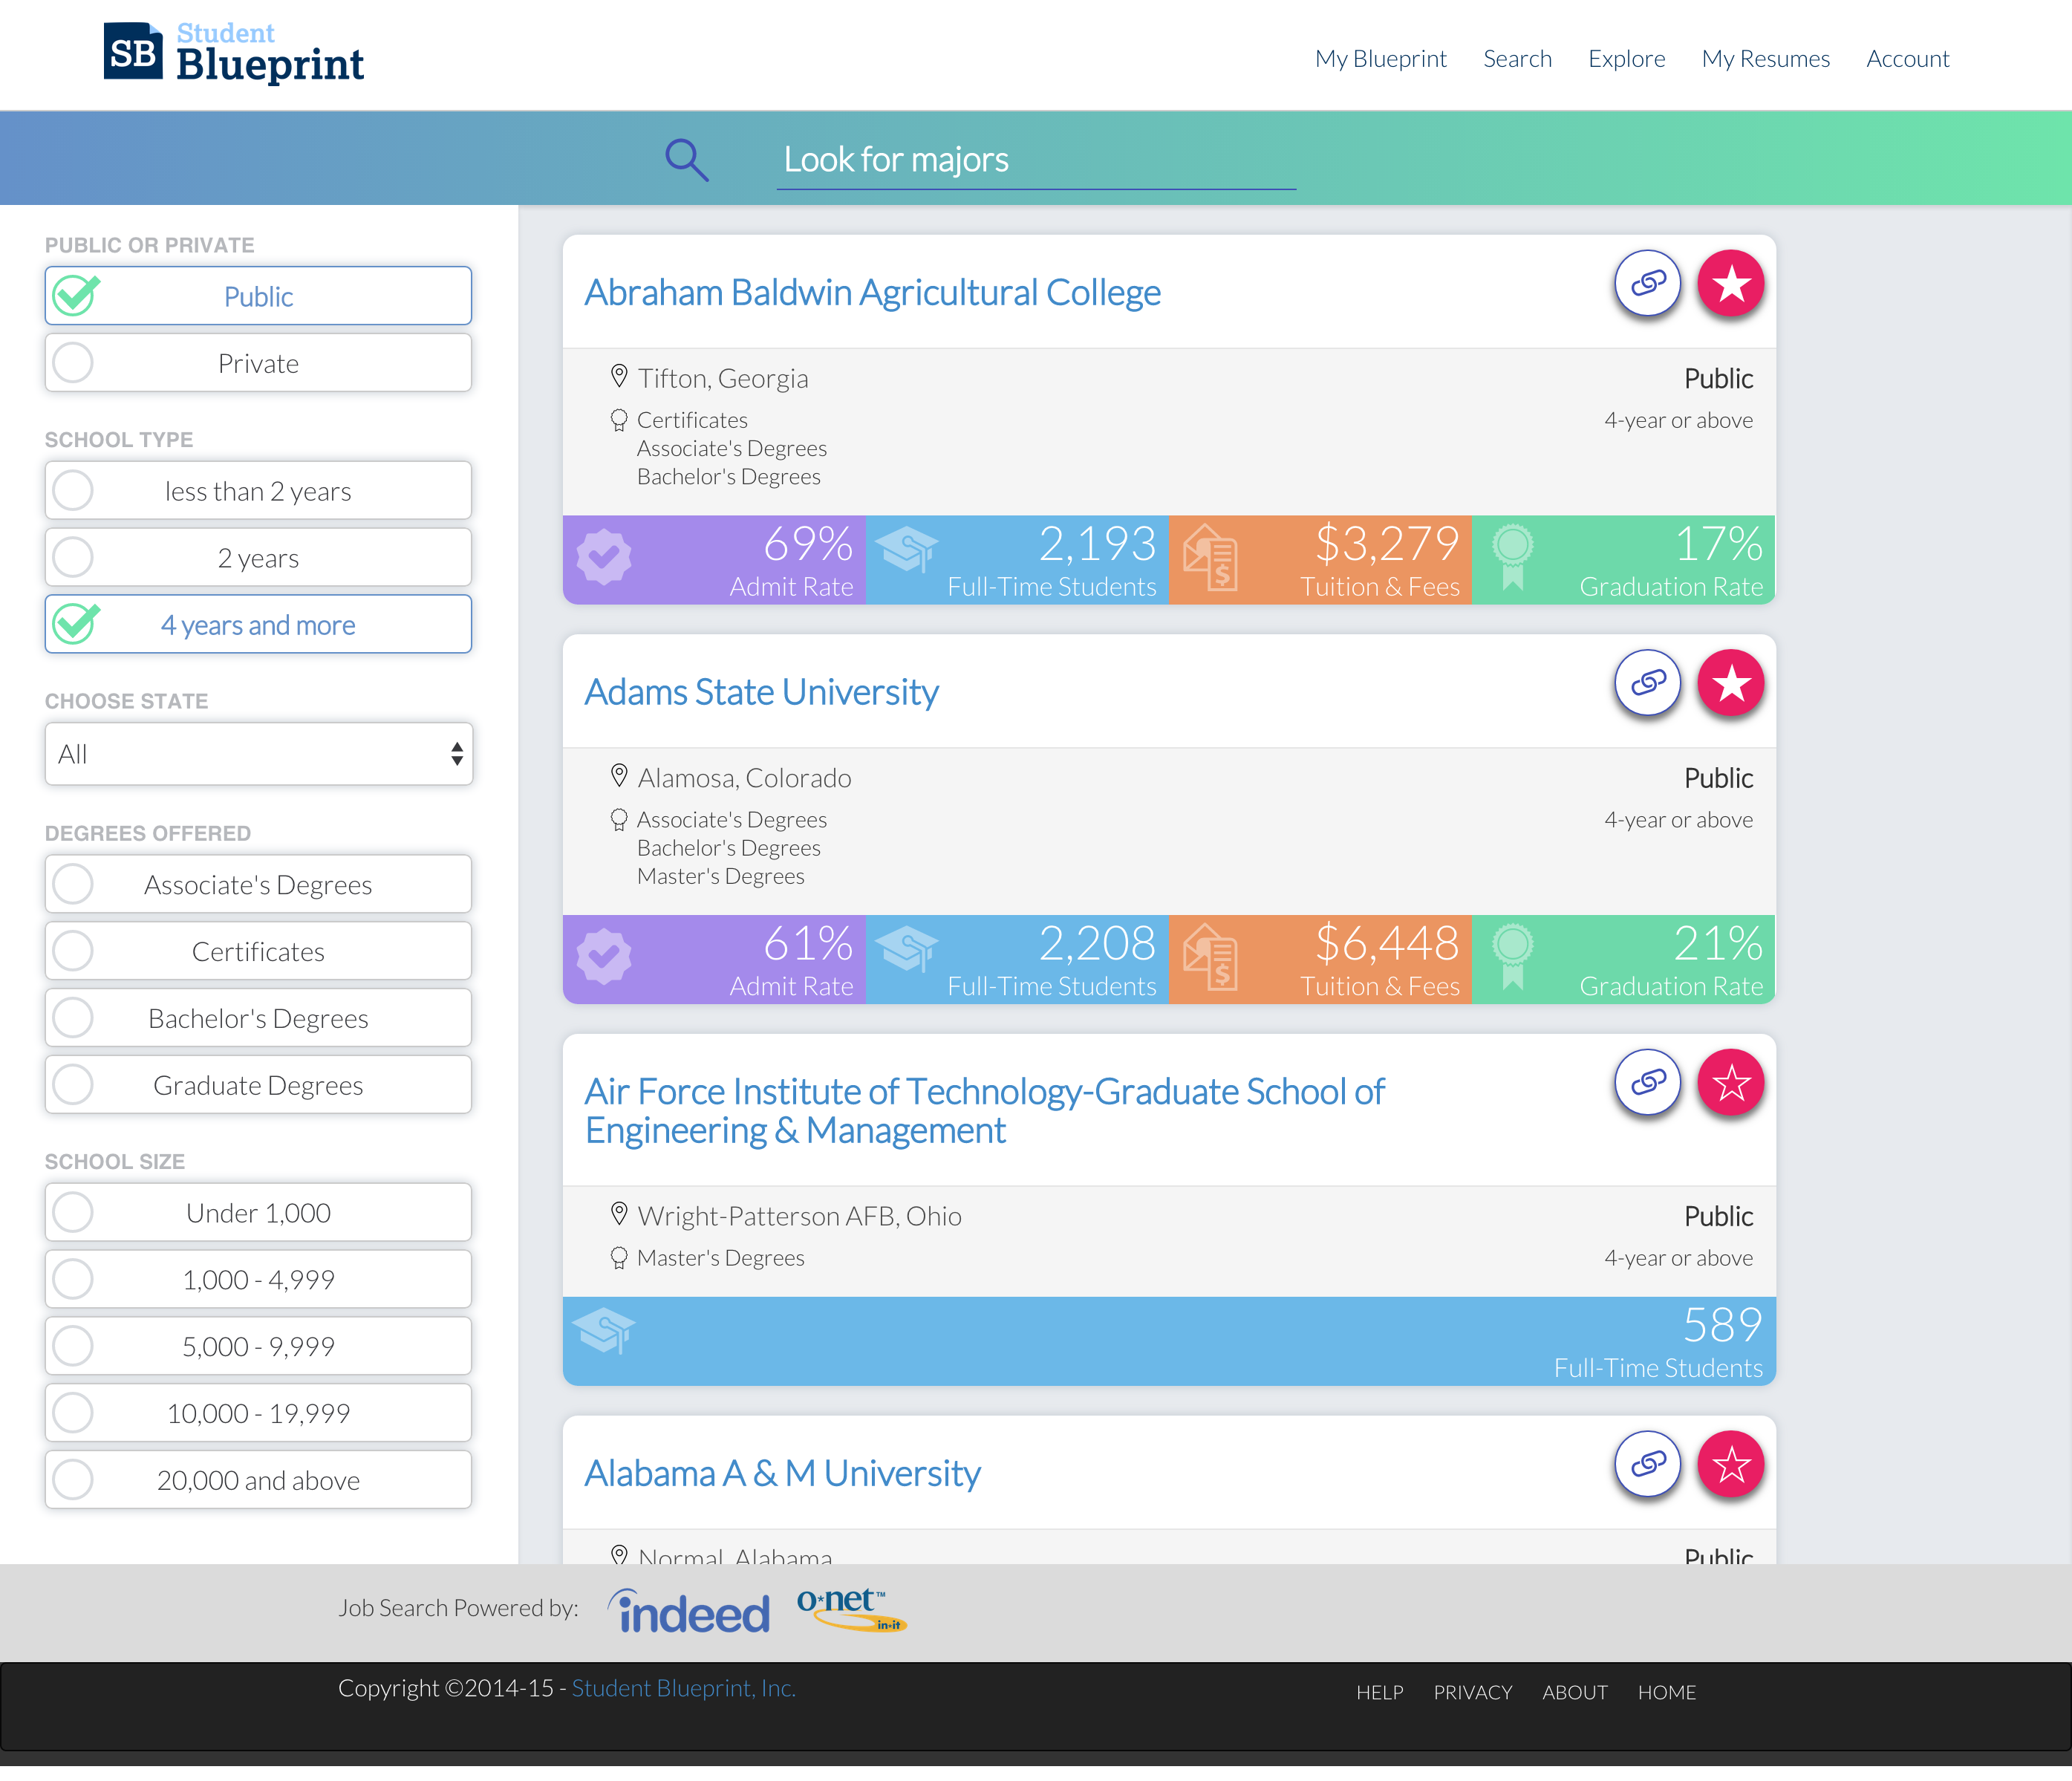 SB Student
Blueprint
My Blueprint Search Explore My Resumes Account
Look for majors
PUBLIC OR PRIVATE
Public
Private
SCHOOL TYPE
less than 2 years
2 years
4 years and more
CHOOSE STATE
All
DEGREES OFFERED
Associate's Degrees
Certificates
Bachelor's Degrees
Graduate Degrees
SCHOOL SIZE
Under 1,000
1,000 - 4,999
5,000 - 9,999
10,000 - 19,999
20,000 and above
Abraham Baldwin Agricultural College
Tifton, Georgia Public
Certificates 4-year or above
Associate's Degrees
Bachelor's Degrees
69% 2,193 $3,279 17%
Admit Rate Full-Time Students Tuition & Fees Graduation Rate
Adams State University
Alamosa, Colorado Public
Associate's Degrees 4-year or above
Bachelor's Degrees
Master's Degrees
61% 2,208 $6,448 21%
Admit Rate Full-Time Students Tuition & Fees Graduation Rate
Air Force Institute of Technology-Graduate School of
Engineering & Management
Wright-Patterson AFB, Ohio Public
Master's Degrees 4-year or above
589
Full-Time Students
Alabama A & M University
Normal, Alabama Public
Job Search Powered by: indeed o*net™ in-it
Copyright ©2014-15 - Student Blueprint, Inc. HELP PRIVACY ABOUT HOME